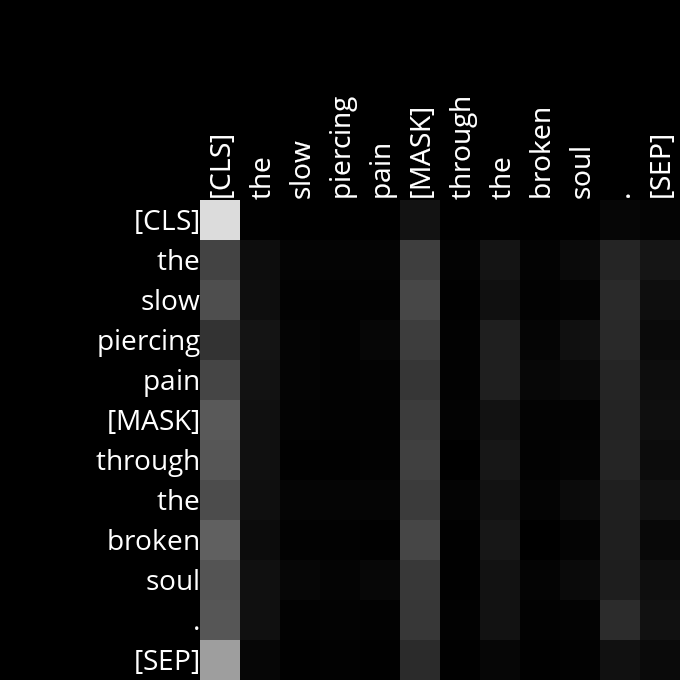 [CLS] the slow piercing pain [MASK] through the broken soul . [SEP]
[CLS]
the
slow
piercing
pain
[MASK]
through
the
broken
soul
.
[SEP]